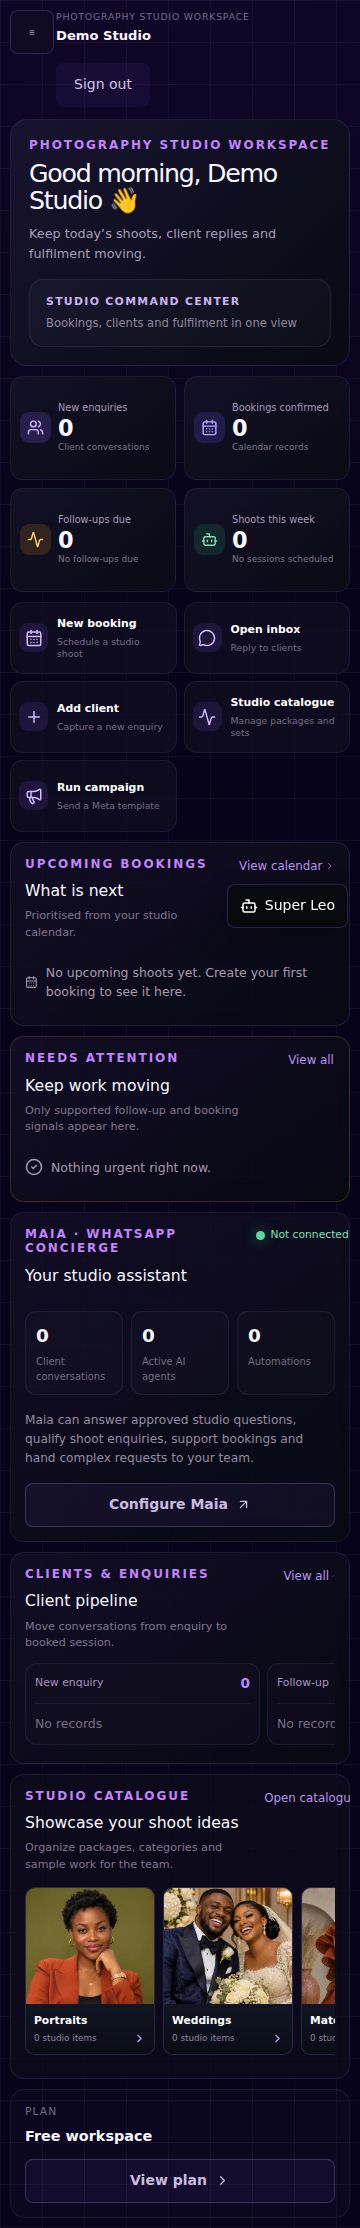 PHOTOGRAPHY STUDIO WORKSPACE
Demo Studio
Sign out
PHOTOGRAPHY STUDIO WORKSPACE
Good morning, Demo
Studio 👋
Keep today’s shoots, client replies and
fulfilment moving.
STUDIO COMMAND CENTER
Bookings, clients and fulfilment in one view
New enquiries
0
Client conversations
Bookings confirmed
0
Calendar records
Follow-ups due
0
No follow-ups due
Shoots this week
0
No sessions scheduled
New booking
Schedule a studio
shoot
Open inbox
Reply to clients
Add client
Capture a new enquiry
Studio catalogue
Manage packages and
sets
Run campaign
Send a Meta template
UPCOMING BOOKINGS
View calendar
What is next
Prioritised from your studio
calendar.
Super Leo
No upcoming shoots yet. Create your first
booking to see it here.
NEEDS ATTENTION
View all
Keep work moving
Only supported follow-up and booking
signals appear here.
Nothing urgent right now.
MAIA · WHATSAPP
CONCIERGE
Not connected
Your studio assistant
0
Client
conversations
0
Active AI
agents
0
Automations
Maia can answer approved studio questions,
qualify shoot enquiries, support bookings and
hand complex requests to your team.
Configure Maia
CLIENTS & ENQUIRIES
View all
Client pipeline
Move conversations from enquiry to
booked session.
New enquiry
0
No records
Follow-up
No record
STUDIO CATALOGUE
Open catalogu
Showcase your shoot ideas
Organize packages, categories and
sample work for the team.
Portraits
0 studio items
Weddings
0 studio items
Mate
0 stud
PLAN
Free workspace
View plan